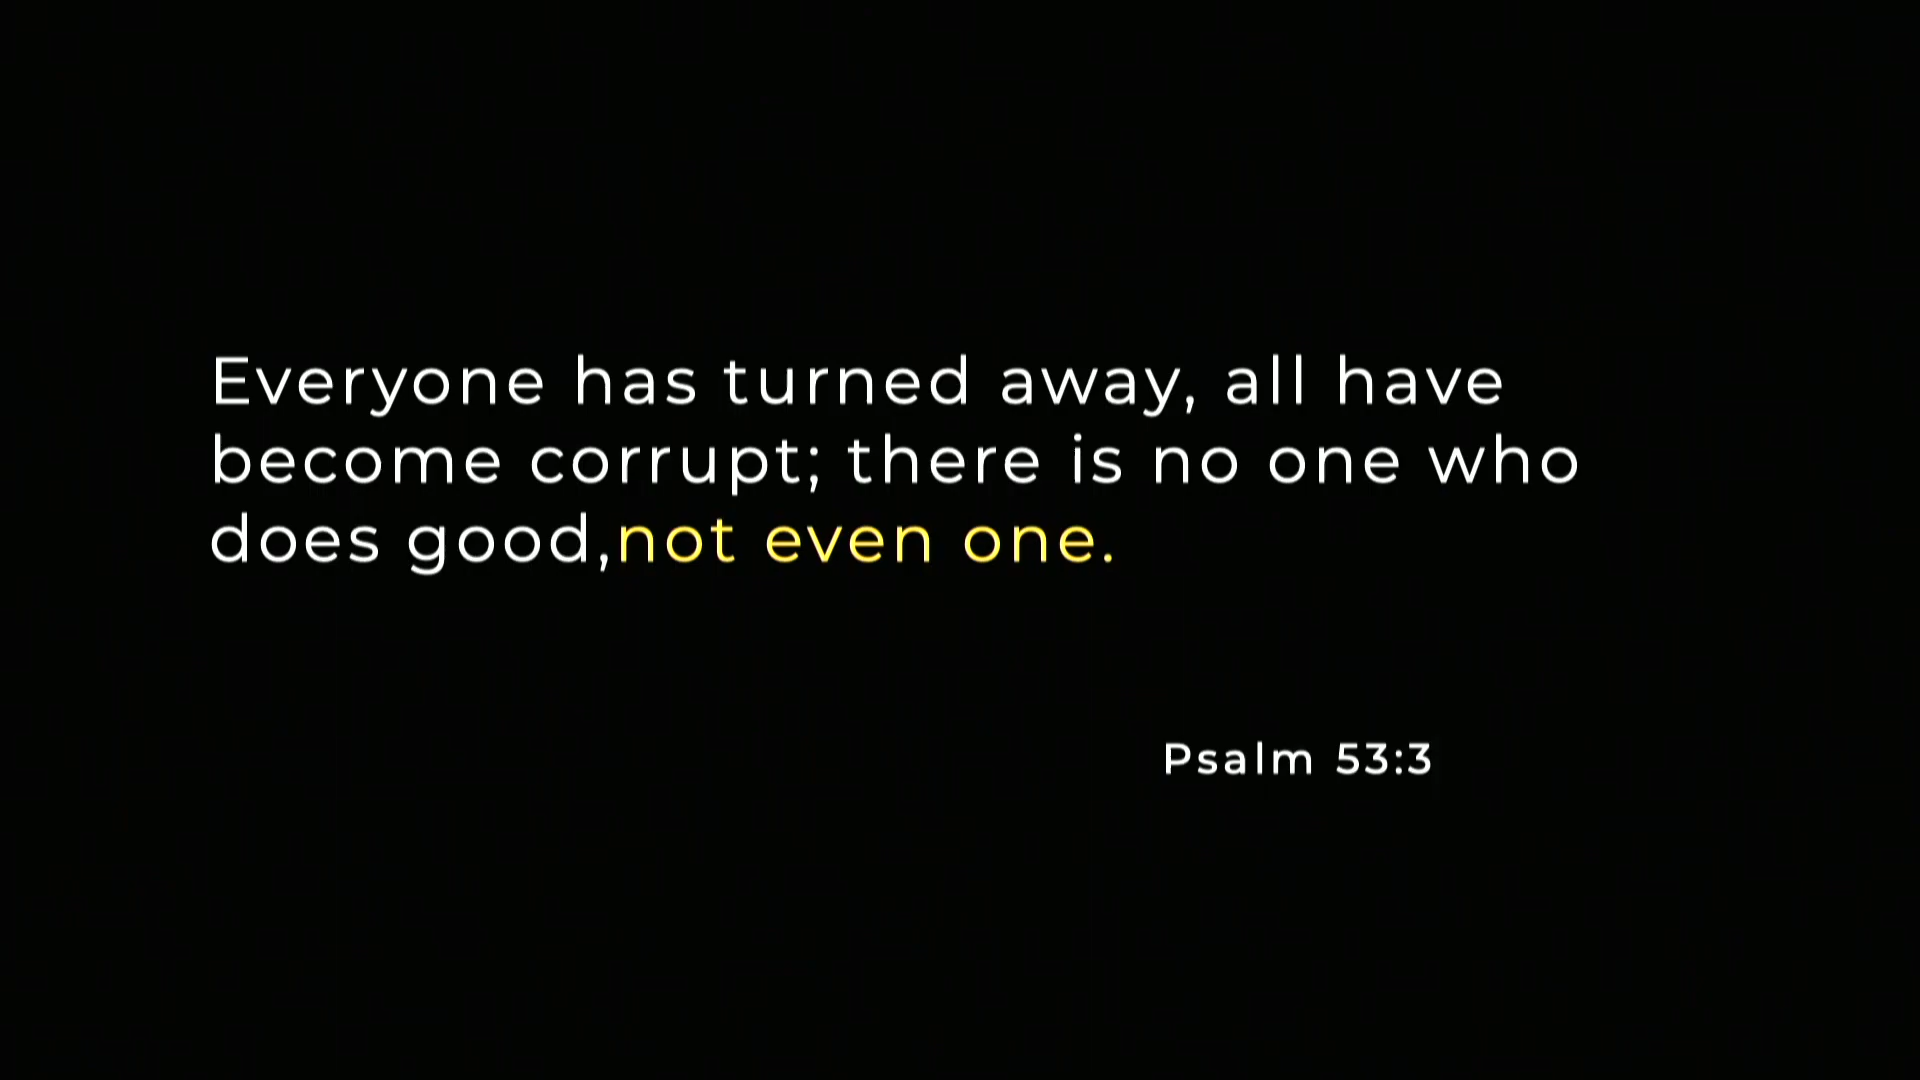 Everyone has turned away, all have
become corrupt; there is no one who
does good,not even one.
Psalm 53:3